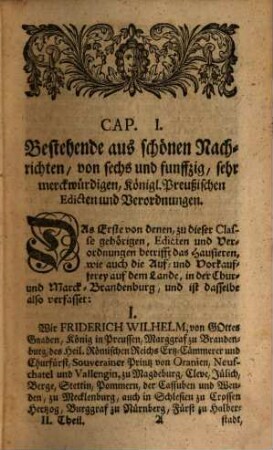 CAP. I.
Bestehende aus schönen Nach-
richten, von sechs und funffzig, sehr
merckwürdigen, Königl. Preußischen
Edicten und Verordnungen.
DAs Erste von denen, zu dieser Clas-
se gehörigen, Edicten und Ver-
ordnungen betrifft das Hausieren,
wie auch die Auf- und Vorkauf-
ferey auf dem Lande, in der Chur-
und Marck-Brandenburg, und ist dasselbe
also verfasset:
I.
Wir FRIDERICH WILHELM, von GOttes
Gnaden, König in Preussen, Marggraf zu Branden-
burg, des Heil. Römischen Reichs Ertz-Cämmerer und
Churfürst, Souverainer Printz von Oranien, Neuf-
chatel und Vallengin, zu Magdeburg, Cleve, Jülich,
Berge, Stettin, Pommern, der Cassuben und Wen-
den, zu Mecklenburg, auch in Schlesien zu Crossen
Hertzog, Burggraf zu Nürnberg, Fürst zu Halber-
II. Theil. A stadt,